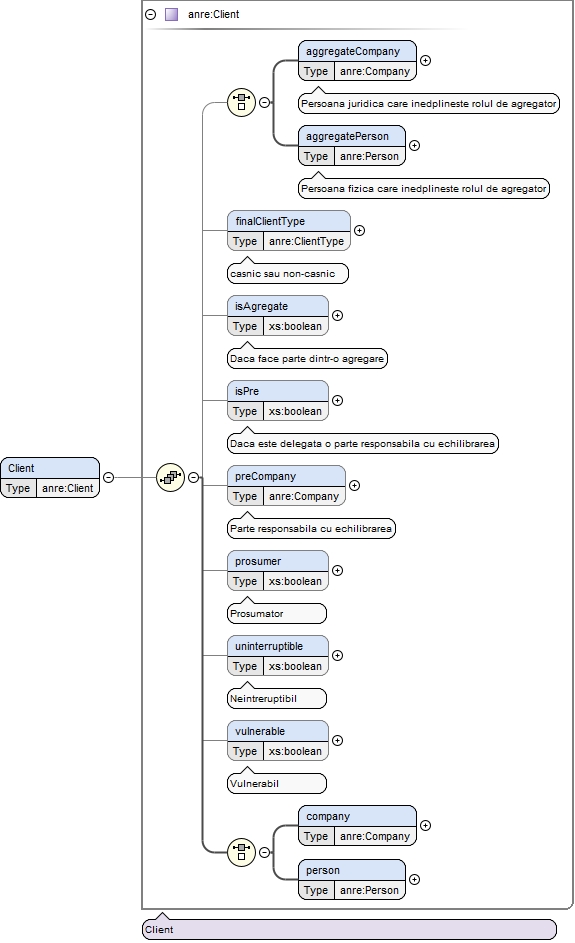 anre:Client
aggregateCompany
Type anre:Company
Persoana juridica care inedplineste rolul de agregator
aggregatePerson
Type anre:Person
Persoana fizica care inedplineste rolul de agregator
finalClientType
Type anre:ClientType
casnic sau non-casnic
isAgregate
Type xs:boolean
Daca face parte dintr-o agregare
isPre
Type xs:boolean
Daca este delegata o parte responsabila cu echilibrarea
Client
Type anre:Client
preCompany
Type anre:Company
Parte responsabila cu echilibrarea
prosumer
Type xs:boolean
Prosumator
uninterruptible
Type xs:boolean
Neintreruptibil
vulnerable
Type xs:boolean
Vulnerabil
company
Type anre:Company
person
Type anre:Person
Client